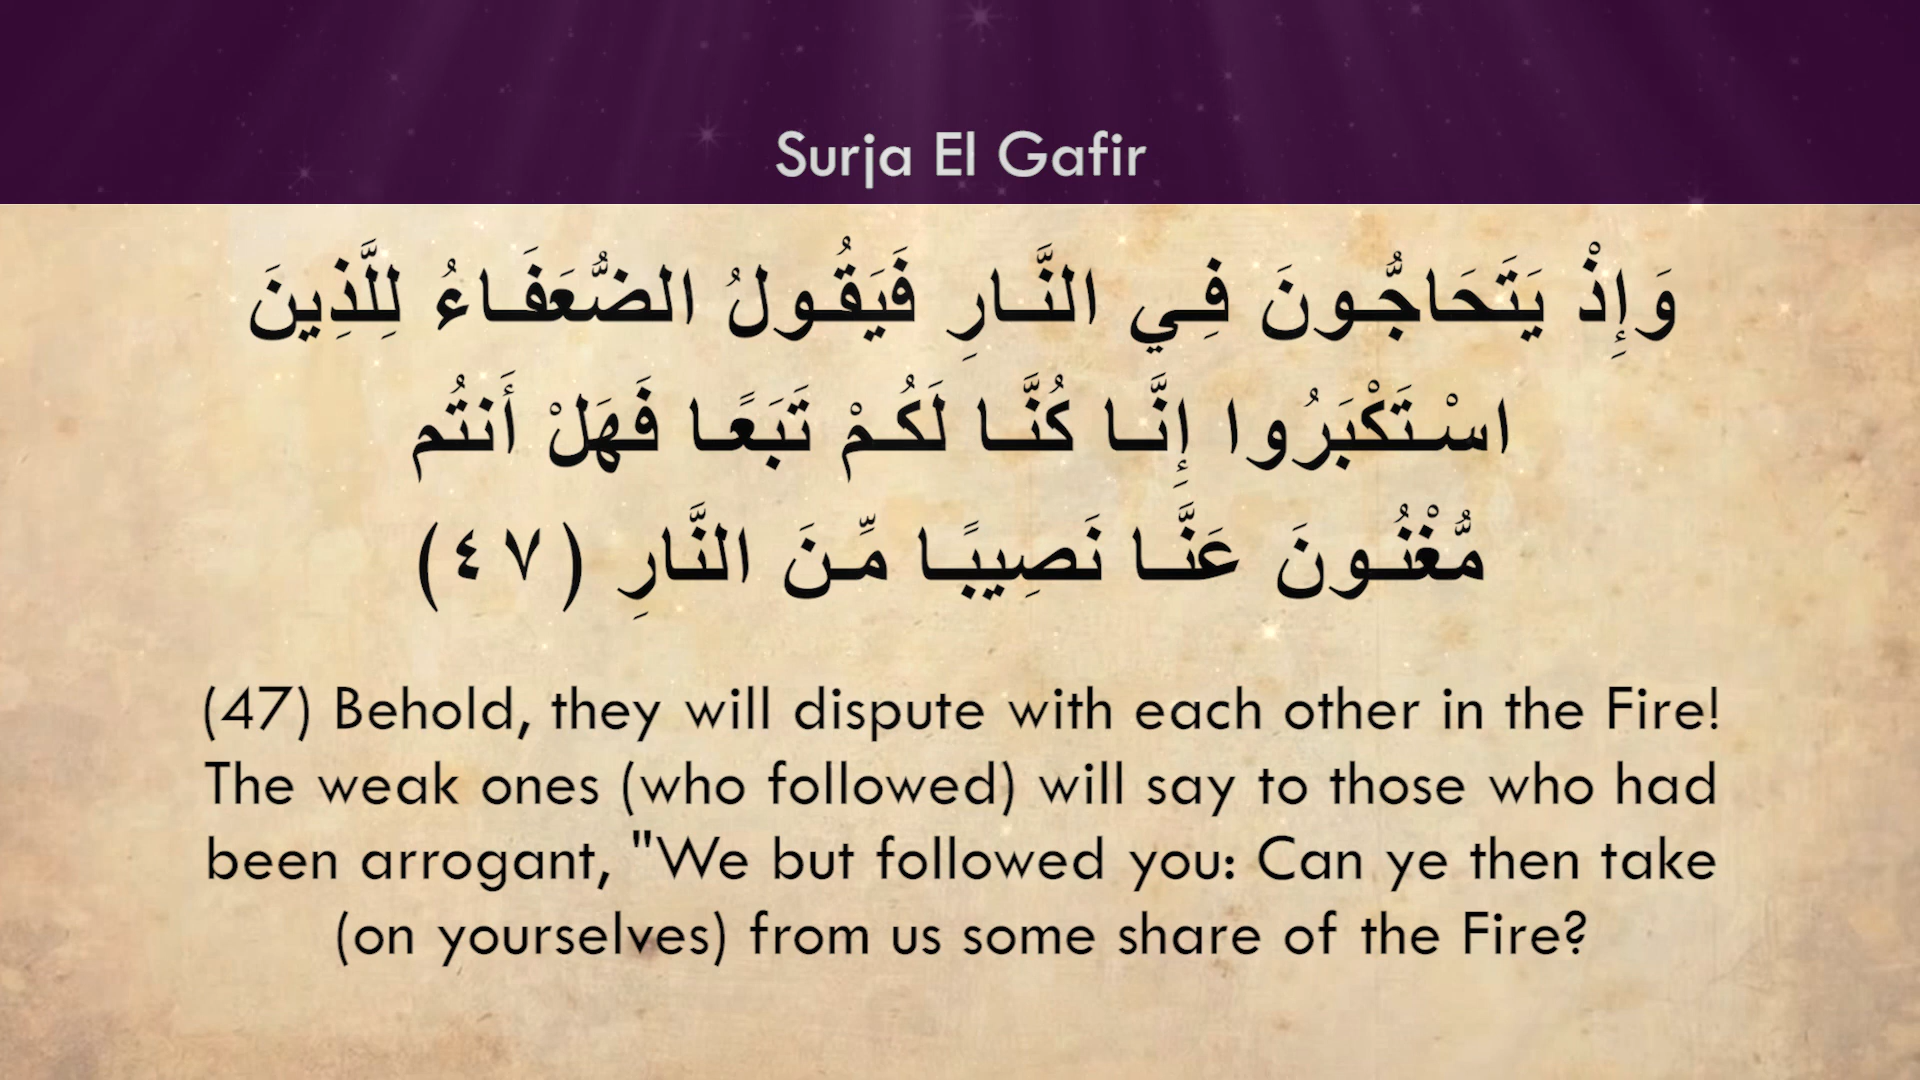 Surja El Gafir
وَإِذْ يَتَحَاجُّونَ فِي النَّارِ فَيَقُولُ الضُّعَفَاءُ لِلَّذِينَ
اسْتَكْبَرُوا إِنَّا كُنَّا لَكُمْ تَبَعًا فَهَلْ أَنتُم
مُّغْنُونَ عَنَّا نَصِيبًا مِّنَ النَّارِ (٤٧)
(47) Behold, they will dispute with each other in the Fire!
The weak ones (who followed) will say to those who had
been arrogant, "We but followed you: Can ye then take
(on yourselves) from us some share of the Fire?